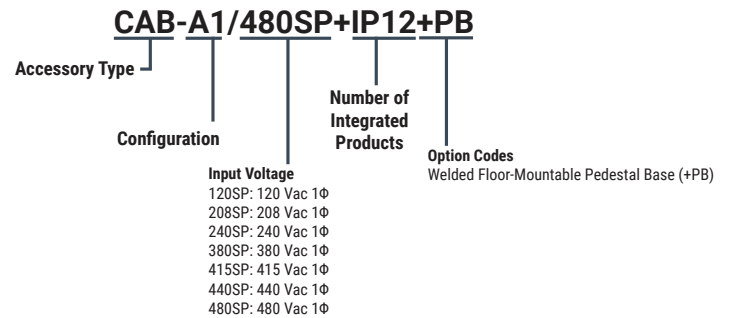 CAB-A1/480SP+IP12+PB
Accessory Type
Configuration
Number of
Integrated
Products
Input Voltage
120SP: 120 Vac 1Φ
208SP: 208 Vac 1Φ
240SP: 240 Vac 1Φ
380SP: 380 Vac 1Φ
415SP: 415 Vac 1Φ
440SP: 440 Vac 1Φ
480SP: 480 Vac 1Φ
Option Codes
Welded Floor-Mountable Pedestal Base (+PB)